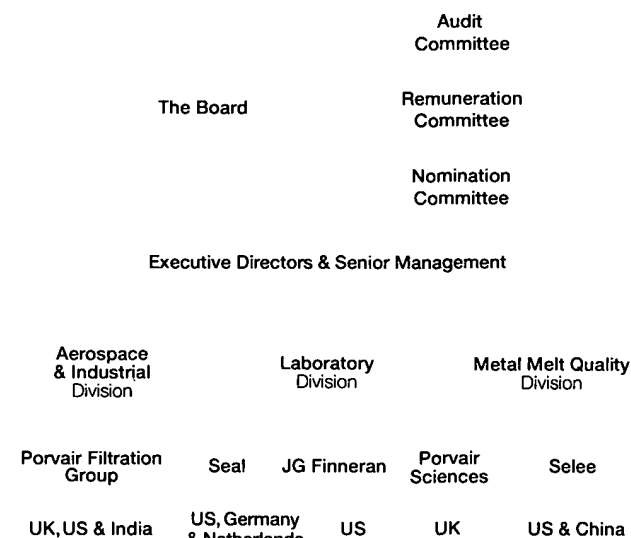 Audit
Committee
The Board
Remuneration
Committee
Nomination
Committee
Executive Directors & Senior Management
Aerospace
& Industrial
Division
Laboratory
Division
Metal Melt Quality
Division
Porvair Filtration
Group
Seal
JG Finneran
Porvair
Sciences
Selee
UK, US & India
US, Germany
& Netherlands
US
UK
US & China